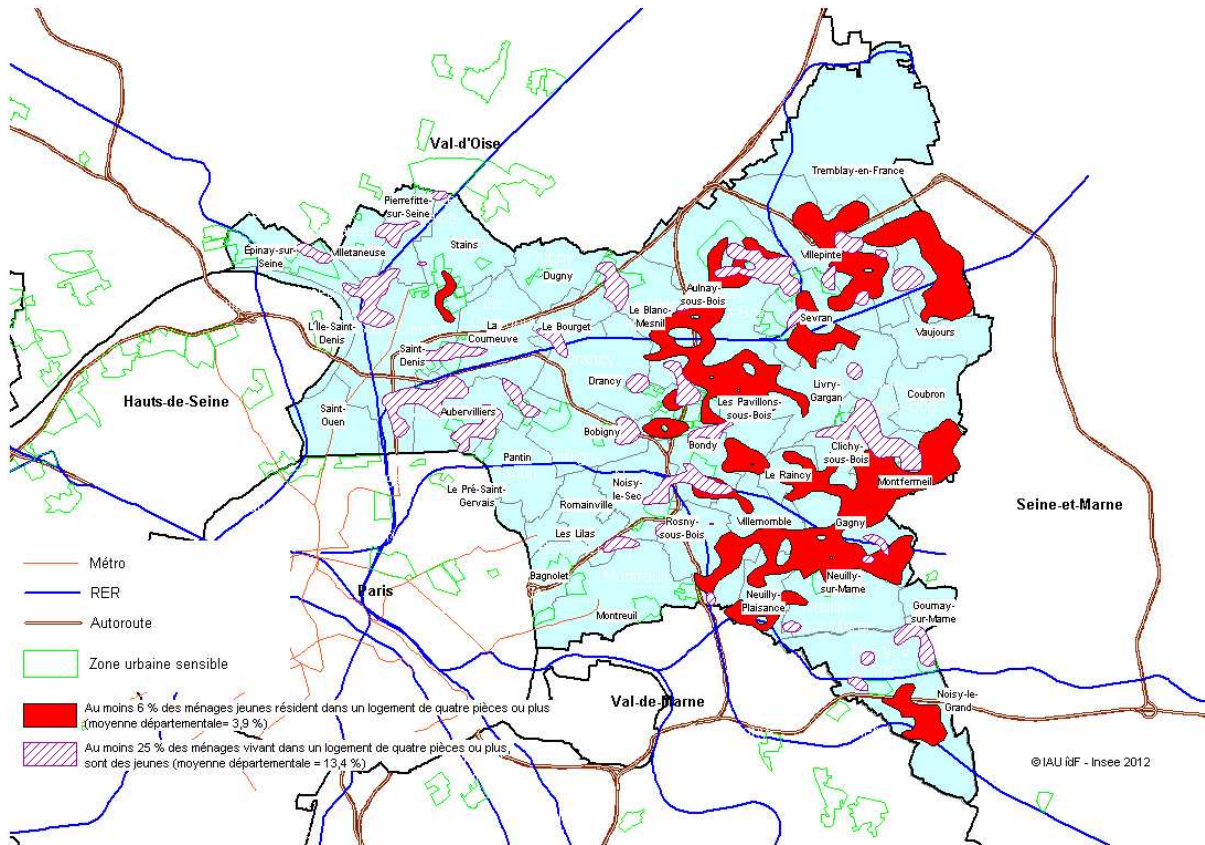 Val-d'Oise
Tremblay-en-France
Pierrefitte-
sur-Seine
Stains
Villetaneuse
Épinay-sur-
Seine
Dugny
Villepinte
Aulnay-
sous-Bois
Le Blanc-
Mesnil
Sevran
Vaujours
L'Île-Saint-
Denis
La
Courneuve
Le Bourget
Saint-
Denis
Drancy
Livry-
Gargan
Coubron
Hauts-de-Seine
Saint-
Ouen
Aubervilliers
Les Pavillons-
sous-Bois
Bobigny
Bondy
Clichy-
sous-Bois
Pantin
Le Raincy
Montfermeil
Le Pré-Saint-
Gervais
Noisy-
le-Sec
Romainville
Seine-et-Marne
Les Lilas
Rosny-
sous-Bois
Villemomble
Gagny
Bagnolet
Paris
Neuilly-
sur-Marne
Neuilly-
Plaisance
Montreuil
Gournay-
sur-Marne
Val-de-Marne
Noisy-le-
Grand
Métro
RER
Autoroute
Zone urbaine sensible
Au moins 6 % des ménages jeunes résident dans un logement de quatre pièces ou plus
(moyenne départementale= 3,9 %)
Au moins 25 % des ménages vivant dans un logement de quatre pièces ou plus,
sont des jeunes (moyenne départementale = 13,4 %)
© IAU îdF - Insee 2012